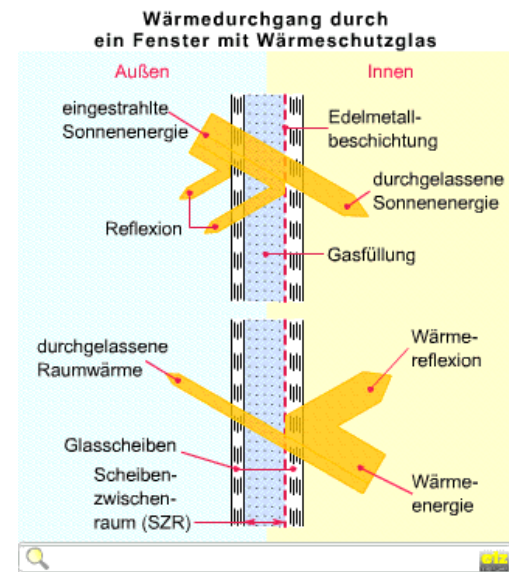 Wärmedurchgang durch
ein Fenster mit Wärmeschutzglas
Außen
Innen
eingestrahlte
Sonnenenergie
Edelmetall-
beschichtung
durchgelassene
Sonnenenergie
Reflexion
Gasfüllung
durchgelassene
Raumwärme
Wärme-
reflexion
Glasscheiben
Scheiben-
zwischen-
raum (SZR)
Wärme-
energie
etz